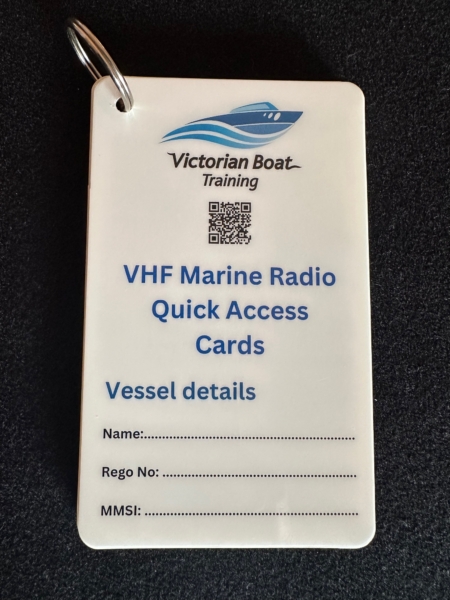 Victorian Boat
Training
VHF Marine Radio
Quick Access
Cards
Vessel details
Name:.......................................................
Rego No: ...................................................
MMSI: ........................................................